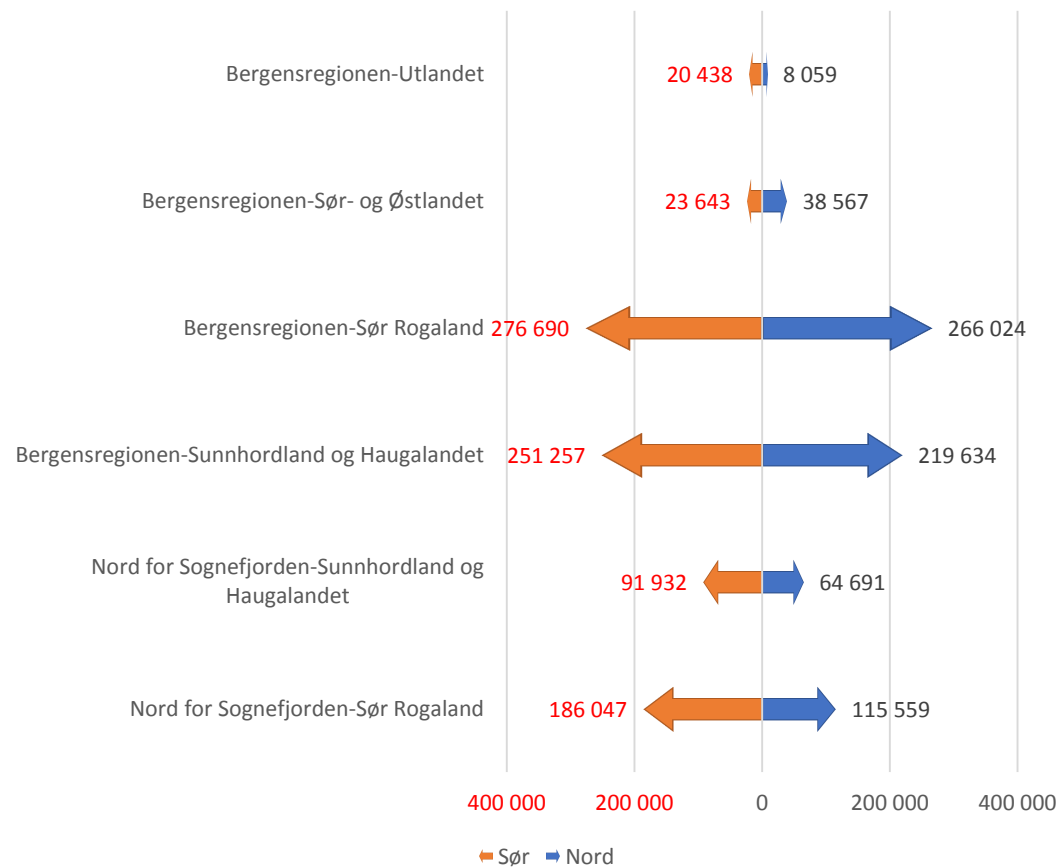 Bergensregionen-Utlandet
20 438
8 059
Bergensregionen-Sør- og Østlandet
23 643
38 567
Bergensregionen-Sør Rogaland
276 690
266 024
Bergensregionen-Sunnhordland og Haugalandet
251 257
219 634
Nord for Sognefjorden-Sunnhordland og
Haugalandet
91 932
64 691
Nord for Sognefjorden-Sør Rogaland
186 047
115 559
400 000
200 000
0
200 000
400 000
Sør
Nord